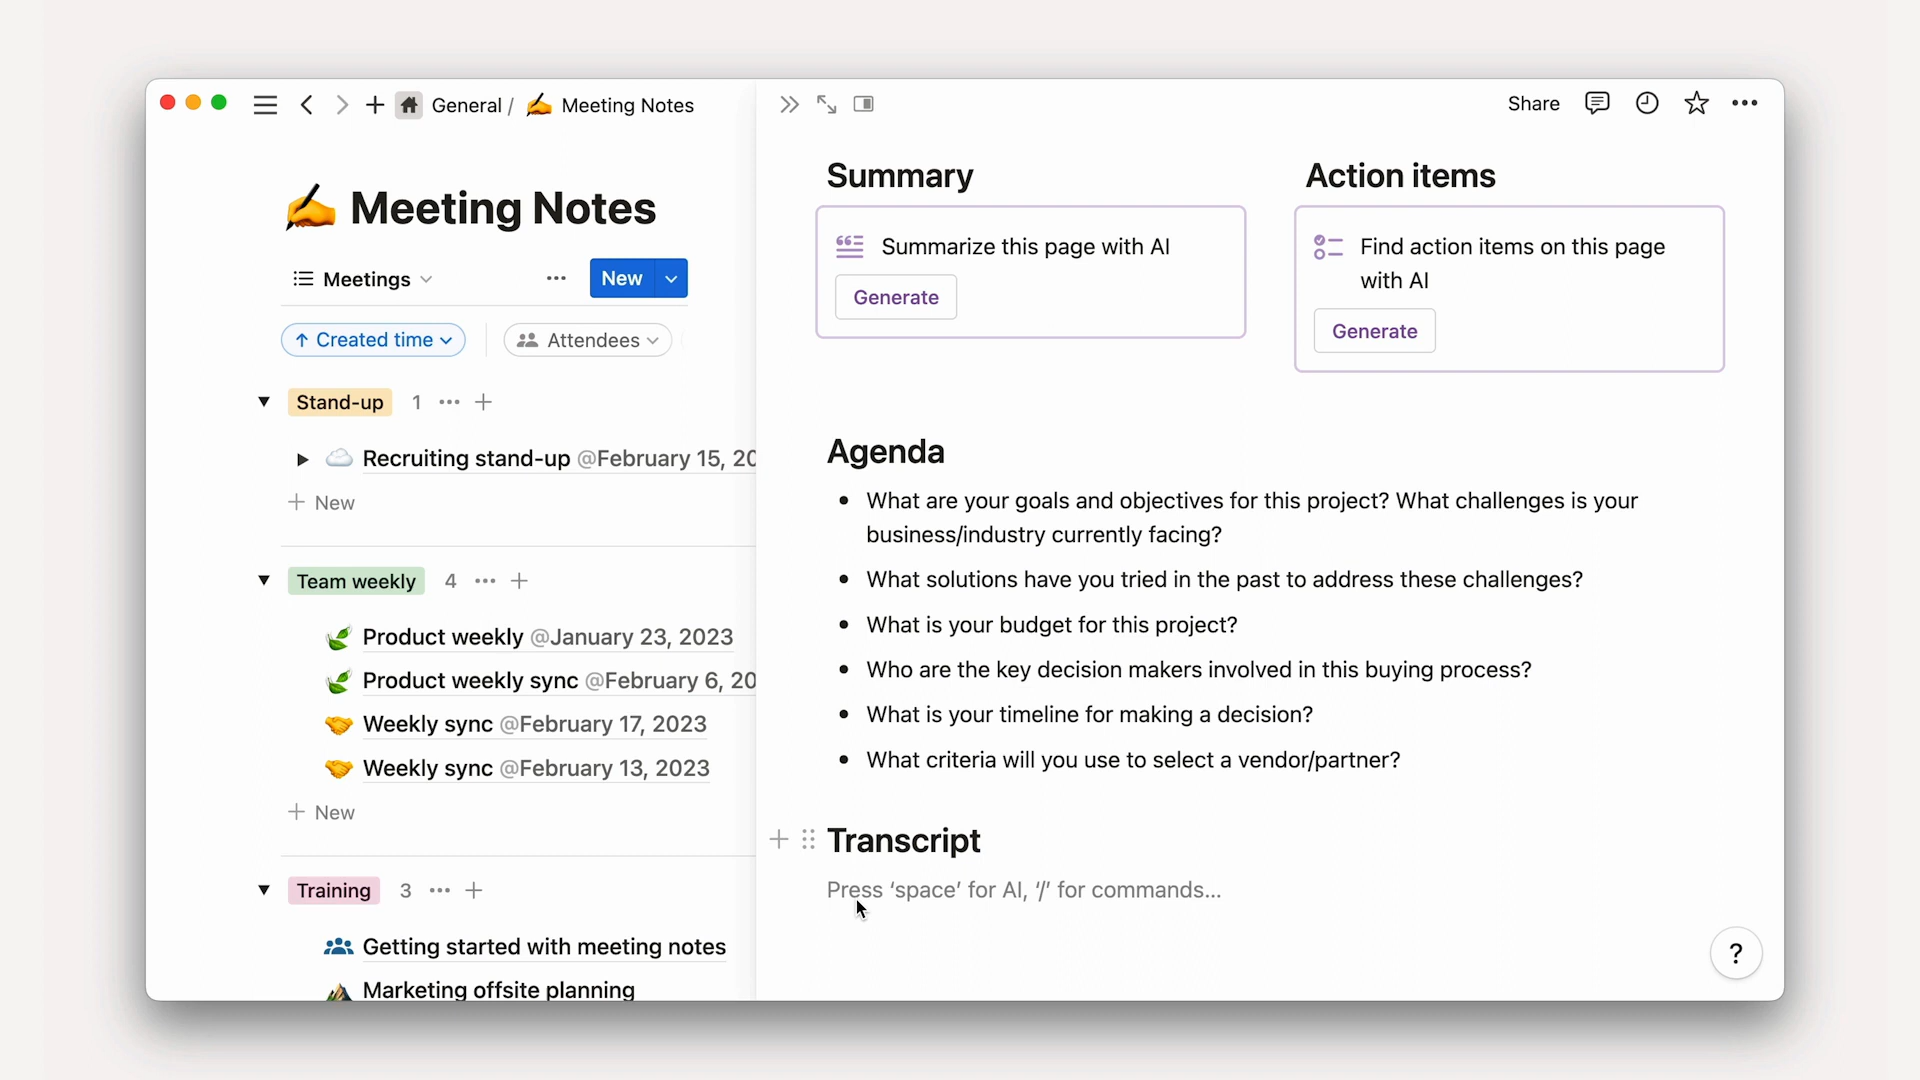 General / Meeting Notes
Meeting Notes
Meetings
New
Created time
Attendees
Stand-up 1
Recruiting stand-up @February 15, 20
New
Team weekly 4
Product weekly @January 23, 2023
Product weekly sync @February 6, 20
Weekly sync @February 17, 2023
Weekly sync @February 13, 2023
New
Training 3
Getting started with meeting notes
Marketing offsite planning
Share
Summary
Summarize this page with AI
Generate
Action items
Find action items on this page
with AI
Generate
Agenda
• What are your goals and objectives for this project? What challenges is your
business/industry currently facing?
• What solutions have you tried in the past to address these challenges?
• What is your budget for this project?
• Who are the key decision makers involved in this buying process?
• What is your timeline for making a decision?
• What criteria will you use to select a vendor/partner?
Transcript
Press ‘space’ for AI, ‘/’ for commands...
?